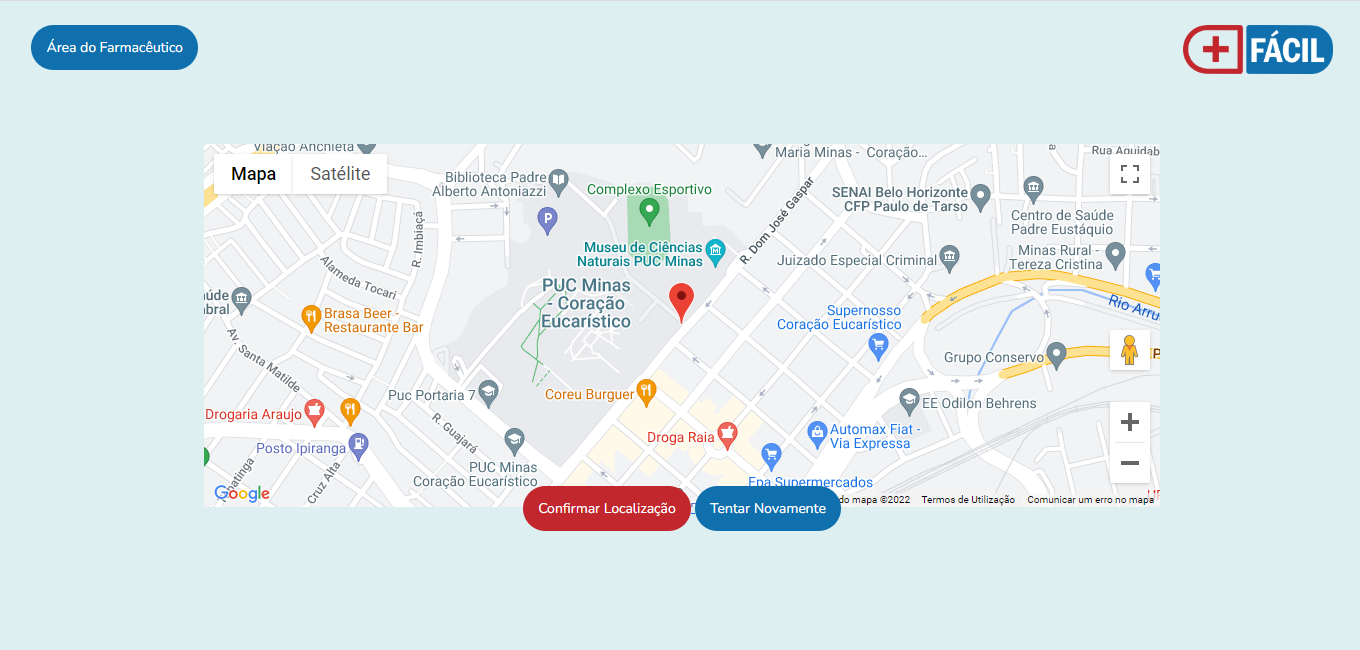 Área do Farmacêutico
FÁCIL
Viação Anchieta
Mapa
Satélite
Biblioteca Padre
Alberto Antoniazzi
Complexo Esportivo
Maria Minas - Coração...
Rua Aguidab
SENAI Belo Horizonte
CFP Paulo de Tarso
Centro de Saúde
Padre Eustáquio
P
R. Imbiaçá
R. Dom José Gaspar
Museu de Ciências
Naturais PUC Minas
Juizado Especial Criminal
Minas Rural -
Tereza Cristina
Alameda Tocari
PUC Minas
- Coração
Eucarístico
aúde
bral
Brasa Beer -
Restaurante Bar
Supernosso
Coração Eucarístico
Rio Arru
Av. Santa Matilde
Grupo Conservo
EP
Puc Portaria 7
Coreu Burguer
EE Odilon Behrens
Drogaria Araujo
R. Guajará
Droga Raia
Automax Fiat -
Via Expressa
Posto Ipiranga
PUC Minas
Coração Eucarístico
Epa Supermercados
Cruz Alta
Google
do mapa ©2022
Termos de Utilização
Comunicar um erro no mapa
Confirmar Localização
Tentar Novamente